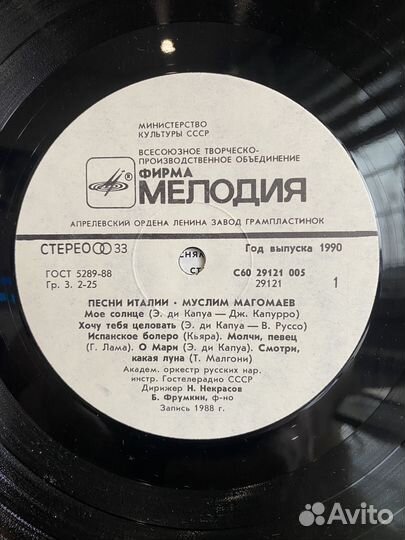 МИНИСТЕРСТВО
КУЛЬТУРЫ СССР
ВСЕСОЮЗНОЕ ТВОРЧЕСКО-
ПРОИЗВОДСТВЕННОЕ ОБЪЕДИНЕНИЕ
® ФИРМА
МЕЛОДИЯ
АПРЕЛЕВСКИЙ ОРДЕНА ЛЕНИНА ЗАВОД ГРАМПЛАСТИНОК
СТЕРЕО 33
Год выпуска 1990
ГОСТ 5289-88
Гр. 3. 2-25
С60 29121 005
29121
1
ПЕСНИ ИТАЛИИ · МУСЛИМ МАГОМАЕВ
Мое солнце (Э. ди Капуа — Дж. Капурро)
Хочу тебя целовать (Э. ди Капуа — В. Руссо)
Испанское болеро (Кьяра). Молчи, певец
(Г. Лама). О Мари (Э. ди Капуа). Смотри,
какая луна (Т. Малгони)
Академ. оркестр русских нар.
инстр. Гостелерадио СССР
Дирижер Н. Некрасов
Б. Фрумкин, ф-но
Запись 1988 г.
Avito